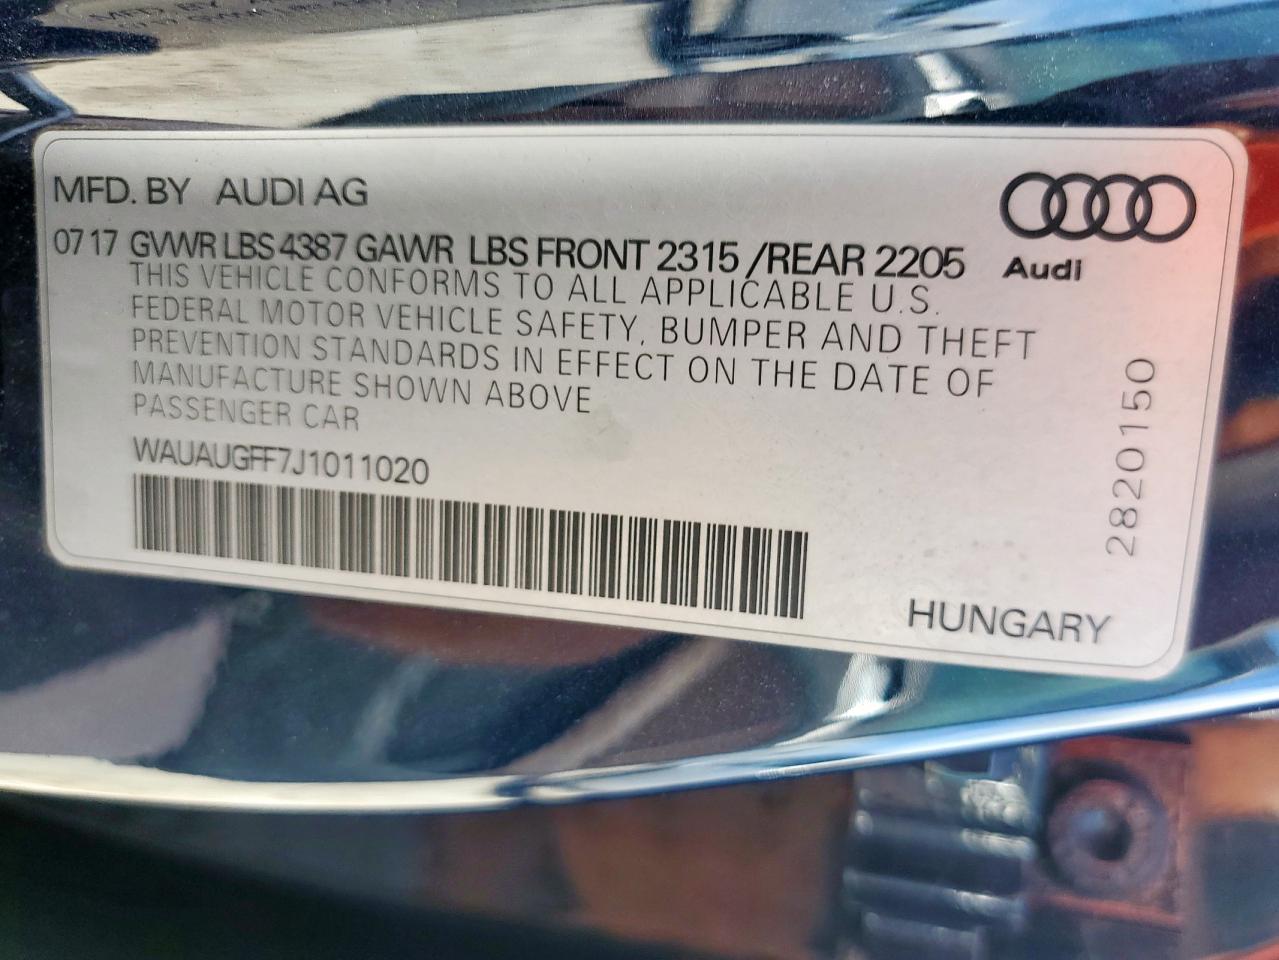 MFD. BY AUDI AG
07 17 GVWR LBS 4387 GAWR LBS FRONT 2315 /REAR 2205
Audi
THIS VEHICLE CONFORMS TO ALL APPLICABLE U.S.
FEDERAL MOTOR VEHICLE SAFETY, BUMPER AND THEFT
PREVENTION STANDARDS IN EFFECT ON THE DATE OF
MANUFACTURE SHOWN ABOVE
PASSENGER CAR
WAUAUGFF7J1011020
2820150
HUNGARY